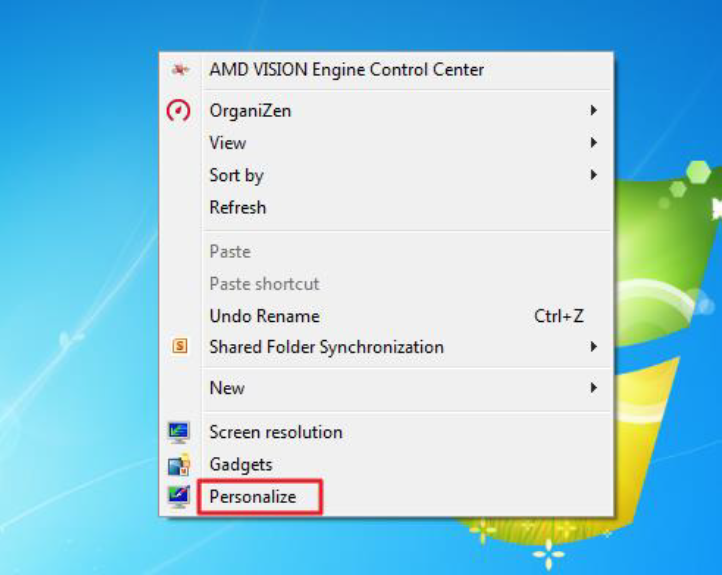 AMD VISION Engine Control Center
OrganiZen
View
Sort by
Refresh
Paste
Paste shortcut
Undo Rename Ctrl+Z
S Shared Folder Synchronization
New
Screen resolution
Gadgets
Personalize